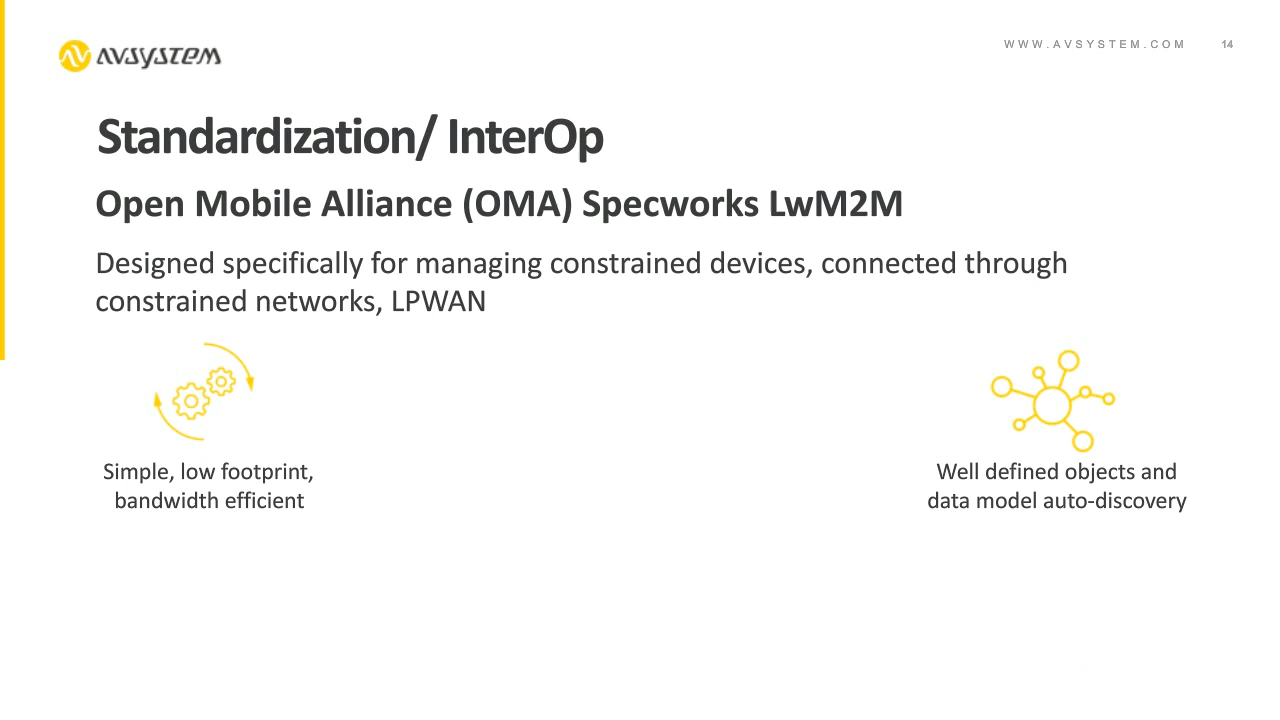 AVSYSTEM
WWW.AVSYSTEM.COM 14
Standardization/ InterOp
Open Mobile Alliance (OMA) Specworks LwM2M
Designed specifically for managing constrained devices, connected through
constrained networks, LPWAN
Simple, low footprint,
bandwidth efficient
Well defined objects and
data model auto-discovery